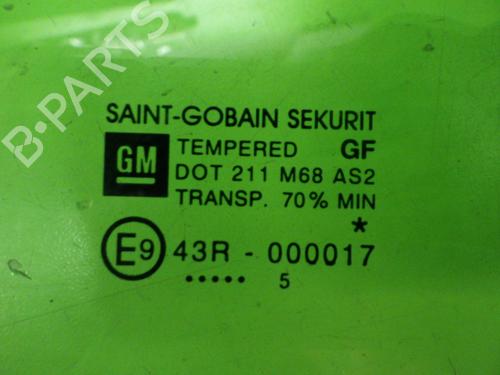 B-PARTS
SAINT-GOBAIN SEKURIT
GM TEMPERED GF
DOT 211 M68 AS2
TRANSP. 70% MIN
*
E9 43R - 000017
..... 5